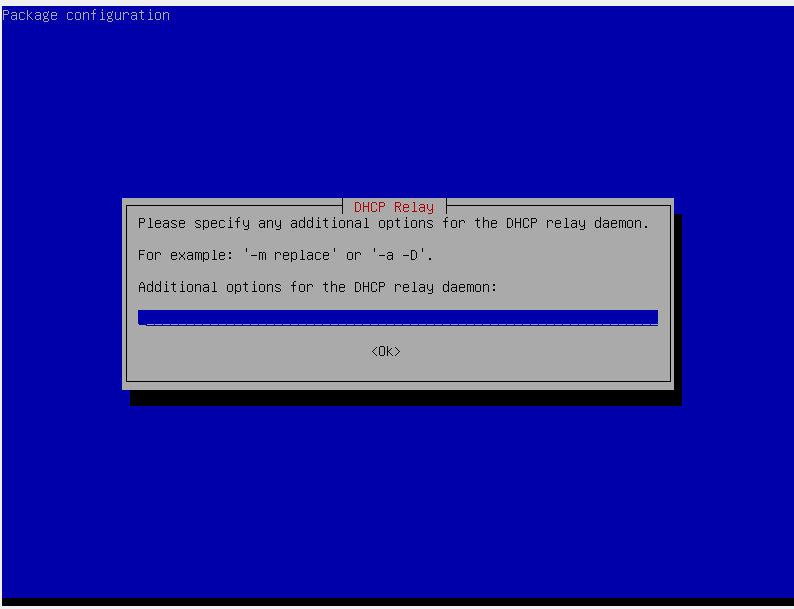 Package configuration
DHCP Relay
Please specify any additional options for the DHCP relay daemon.
For example: '-m replace' or '-a -D'.
Additional options for the DHCP relay daemon:
<Ok>